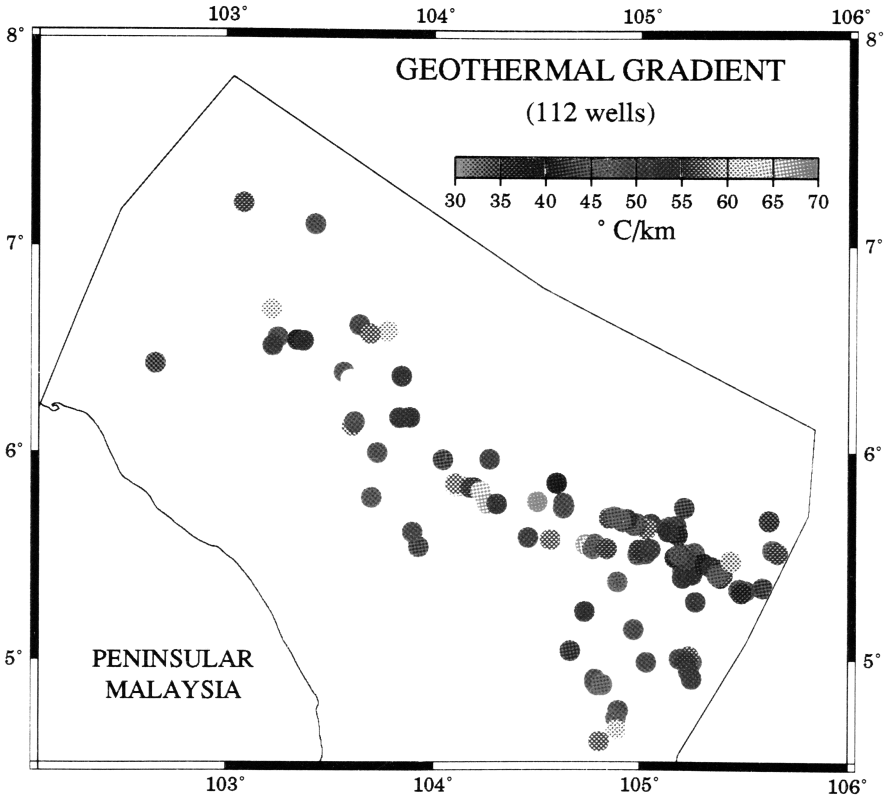 103° 104° 105° 106°
8° 8°
GEOTHERMAL GRADIENT
(112 wells)
30 35 40 45 50 55 60 65 70
° C/km
7° 7°
6° 6°
5° 5°
PENINSULAR
MALAYSIA
103° 104° 105° 106°